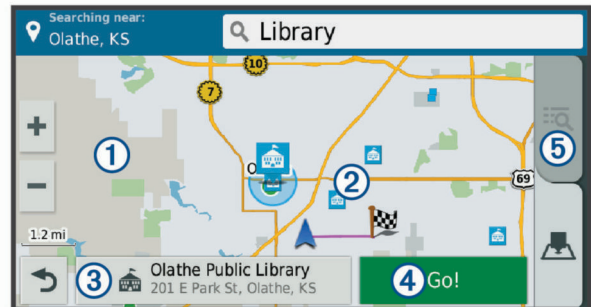 Searching near:
Olathe, KS
Library
10
7
1
5
O
2
69
1.2 mi
3
Olathe Public Library
201 E Park St, Olathe, KS
4
Go!